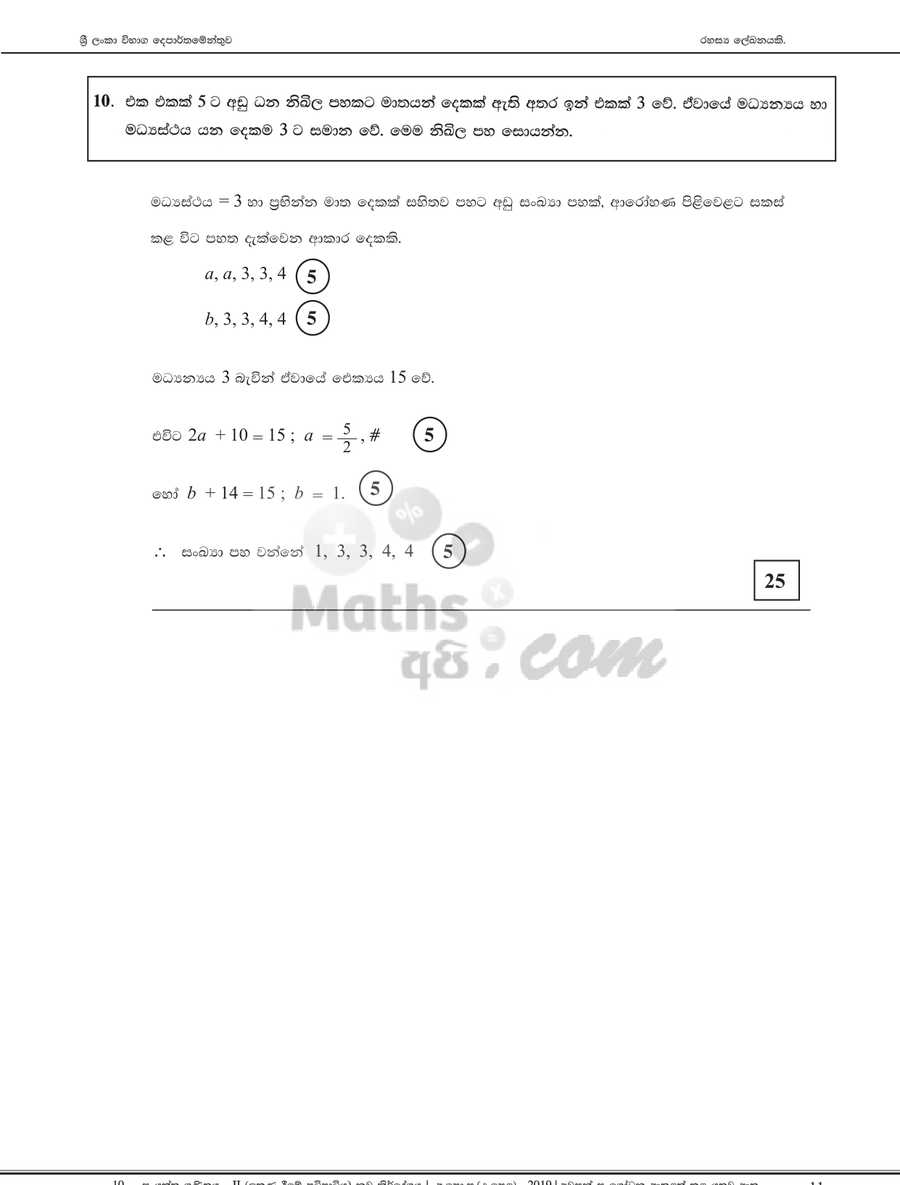 ශ්‍රී ලංකා විභාග දෙපාර්තමේන්තුව රහස්‍ය ලේඛනයකි.
10. එක එකක් 5 ට අඩු ධන නිඛිල පහකට මාතයන් දෙකක් ඇති අතර ඉන් එකක් 3 වේ. ඒවායේ මධ්‍යන්‍යය හා
මධ්‍යස්ථය යන දෙකම 3 ට සමාන වේ. මෙම නිඛිල පහ සොයන්න.
මධ්‍යස්ථය = 3 හා ප්‍රභින්න මාත දෙකක් සහිතව පහට අඩු සංඛ්‍යා පහක්, ආරෝහණ පිළිවෙළට සකස්
කළ විට පහත දැක්වෙන ආකාර දෙකකි.
a, a, 3, 3, 4 5
b, 3, 3, 4, 4 5
මධ්‍යන්‍යය 3 බැවින් ඒවායේ ඓක්‍යය 15 වේ.
එවිට 2a + 10 = 15 ; a = 5/2 , # 5
හෝ b + 14 = 15 ; b = 1. 5
∴ සංඛ්‍යා පහ වන්නේ 1, 3, 3, 4, 4 5
25
Maths
අපි . com